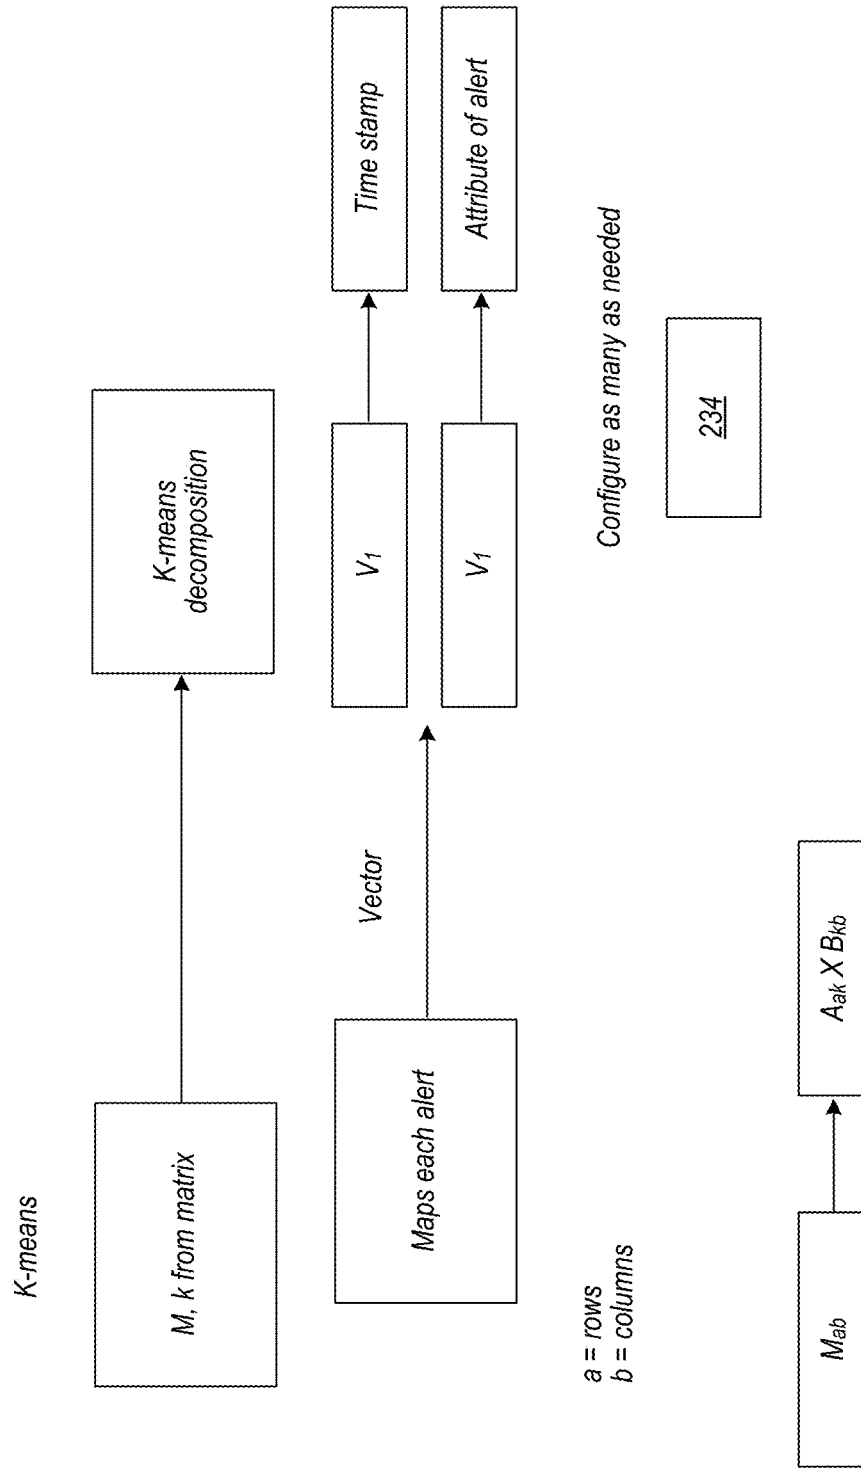 K-means
M, k from matrix
K-means
decomposition
Maps each alert
Vector
V1
Time stamp
V1
Attribute of alert
a = rows
b = columns
Configure as many as needed
234
Mab
Aak X Bkb